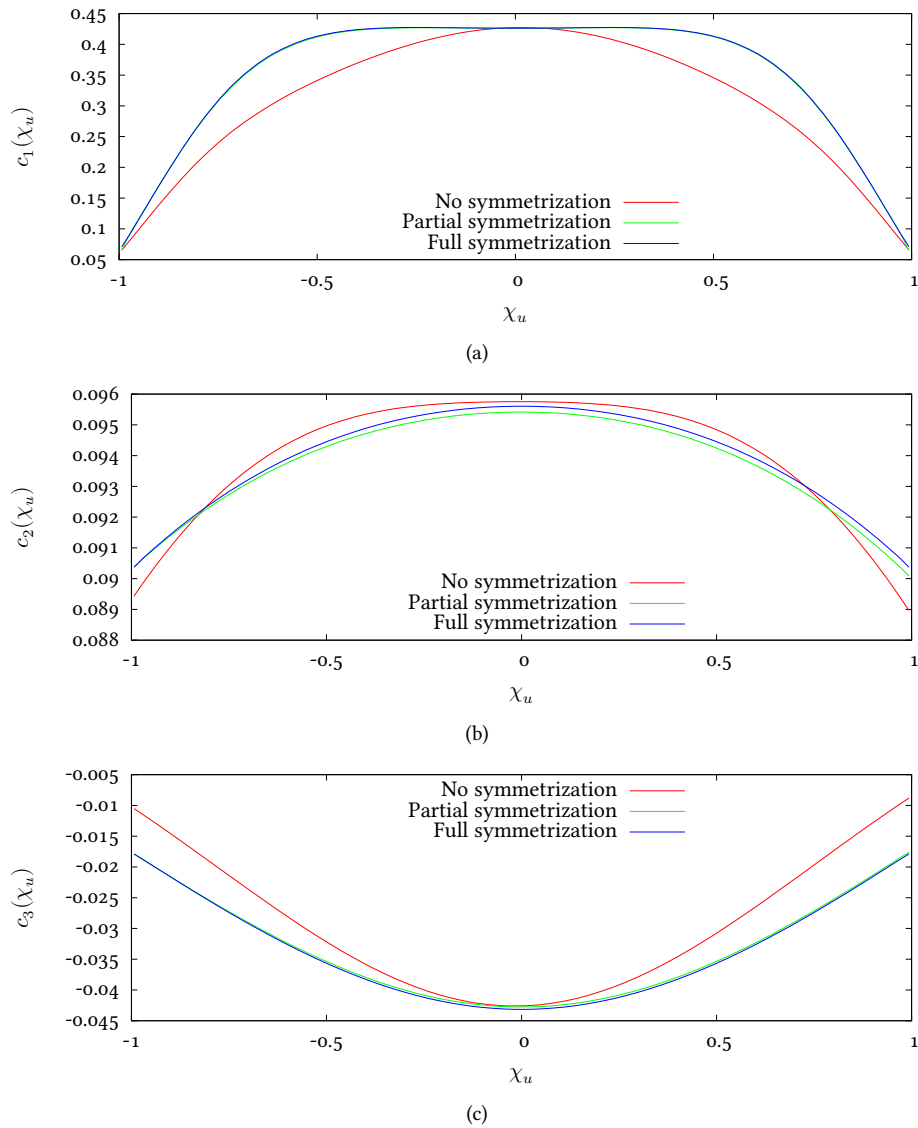 0.45
0.4
0.35
0.3
0.25
0.2
0.15
0.1
0.05
c1(χu)
No symmetrization
Partial symmetrization
Full symmetrization
-1 -0.5 0 0.5 1
χu
(a)
0.096
0.095
0.094
0.093
0.092
0.091
0.09
0.089
0.088
c2(χu)
No symmetrization
Partial symmetrization
Full symmetrization
-1 -0.5 0 0.5 1
χu
(b)
-0.005
-0.01
-0.015
-0.02
-0.025
-0.03
-0.035
-0.04
-0.045
c3(χu)
No symmetrization
Partial symmetrization
Full symmetrization
-1 -0.5 0 0.5 1
χu
(c)